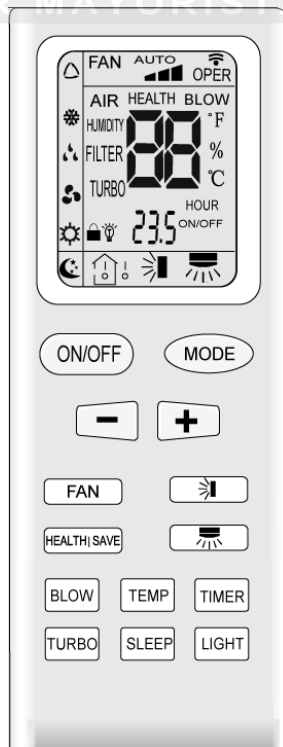 K MAYORIST
FAN AUTO
OPER
AIR HEALTH BLOW
HUMIDITY °F
FILTER %
TURBO °C
HOUR
23.5 ON/OFF
ON/OFF MODE
- +
FAN
HEALTH|SAVE
BLOW TEMP TIMER
TURBO SLEEP LIGHT